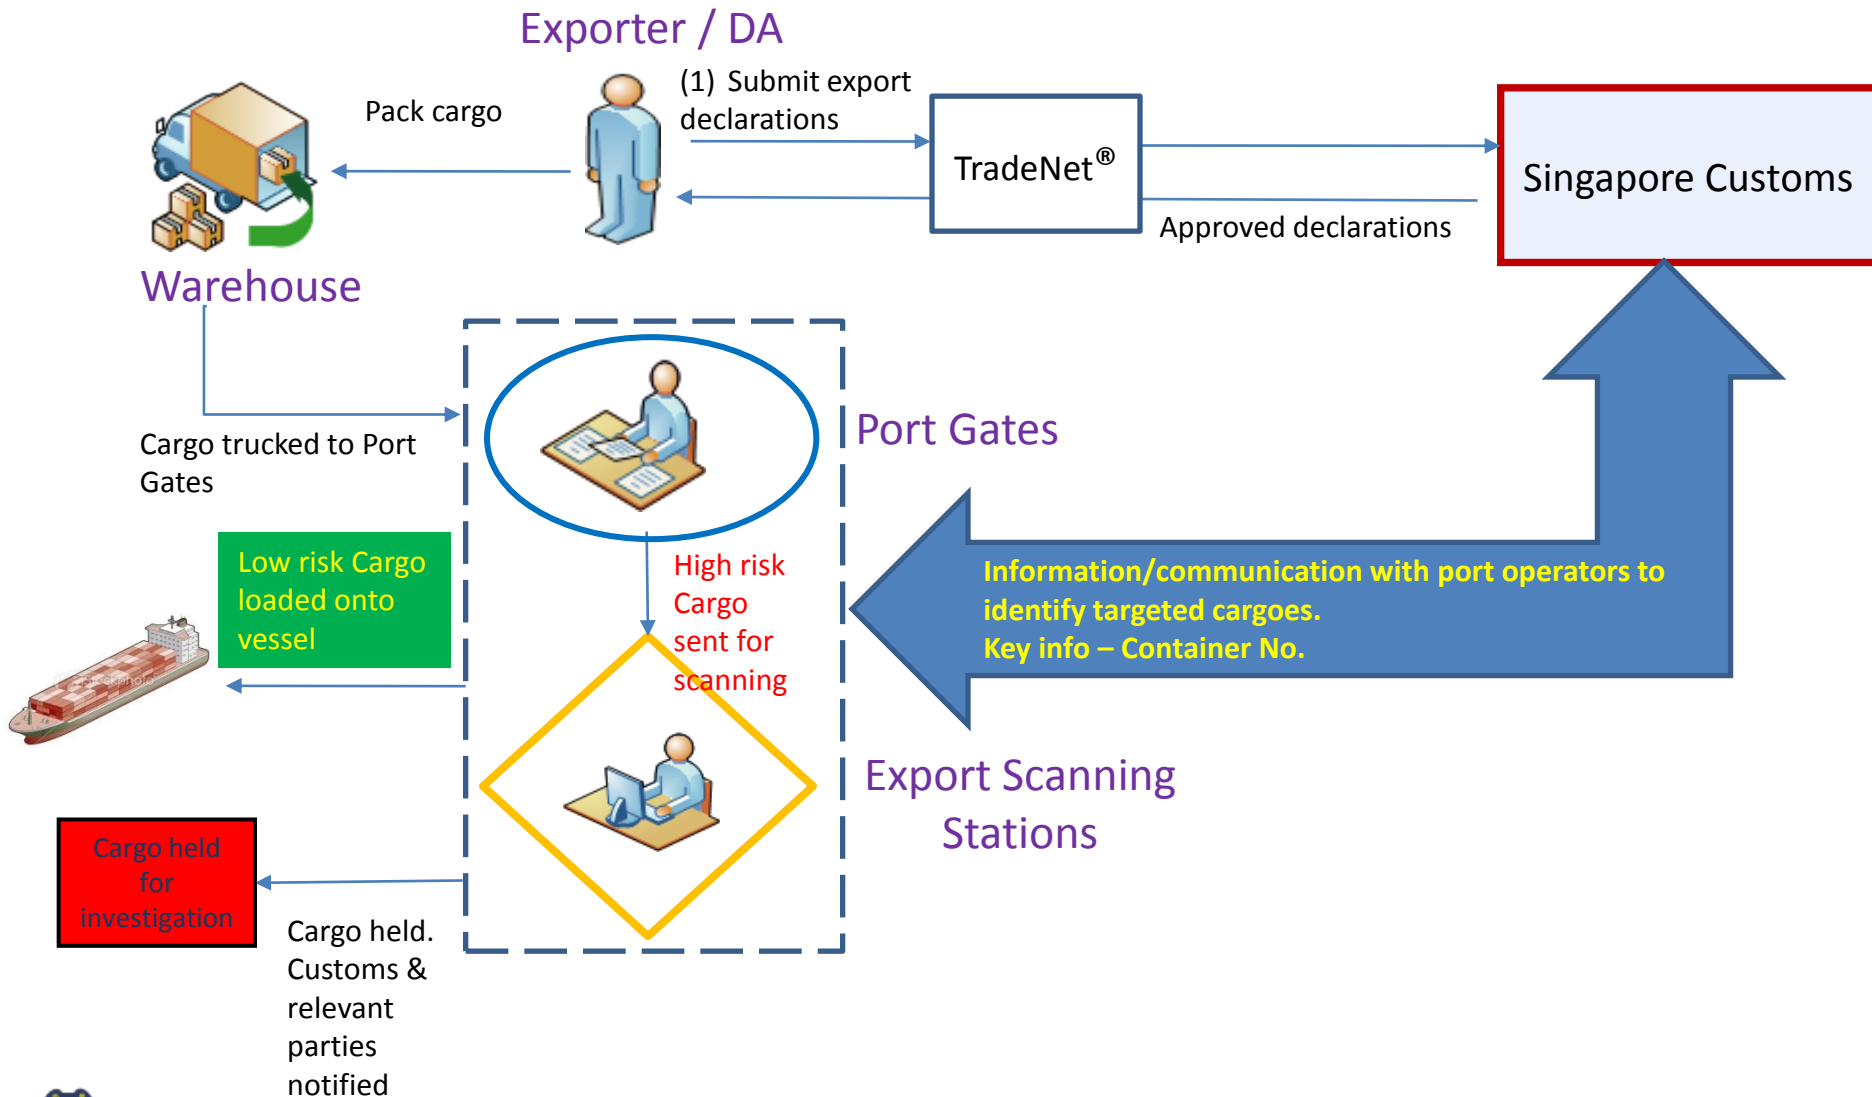 Exporter / DA
(1) Submit export
declarations
Pack cargo
TradeNet®
Singapore Customs
Approved declarations
Warehouse
Cargo trucked to Port
Gates
Port Gates
Low risk Cargo
loaded onto
vessel
High risk
Cargo
sent for
scanning
Information/communication with port operators to
identify targeted cargoes.
Key info – Container No.
Export Scanning
Stations
Cargo held
for
investigation
Cargo held.
Customs &
relevant
parties
notified